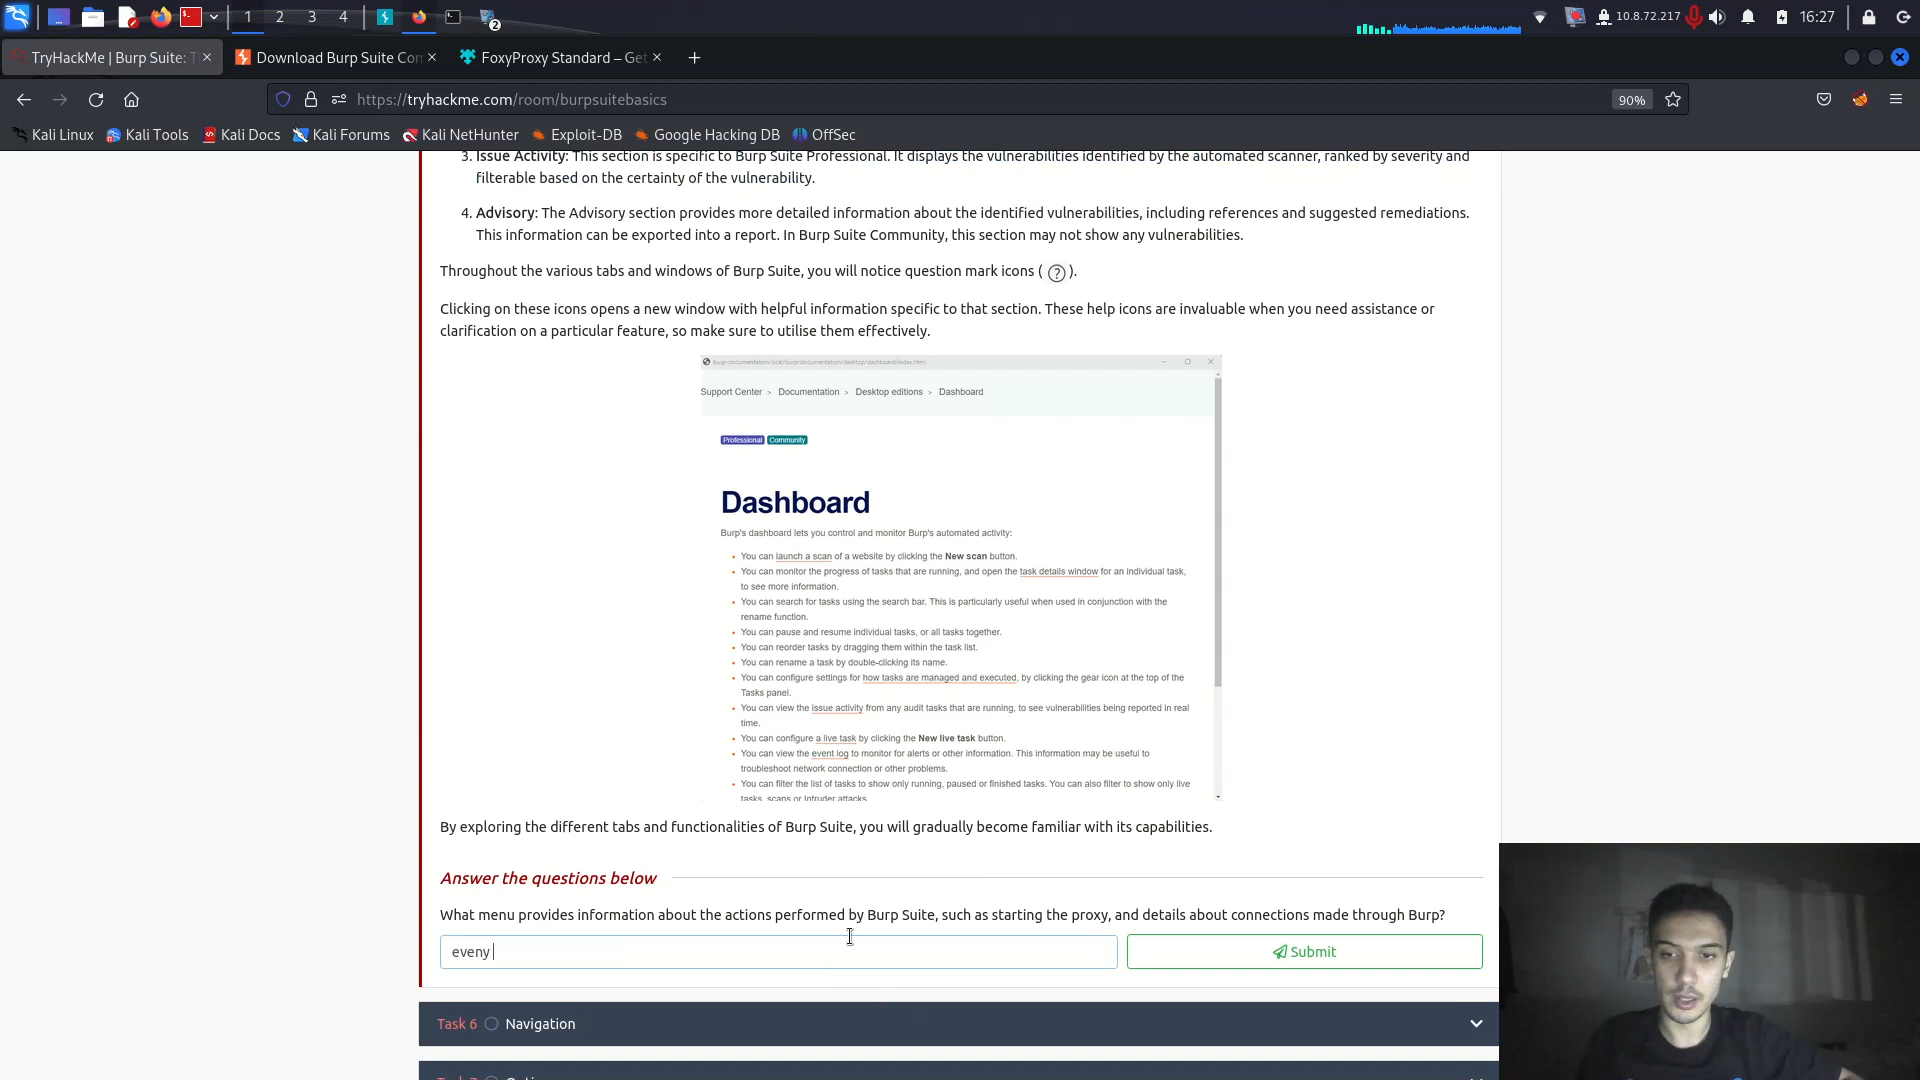 1 2 3 4 2 10.8.72.217 16:27
TryHackMe | Burp Suite: T Download Burp Suite Con FoxyProxy Standard – Get
https://tryhackme.com/room/burpsuitebasics 90%
Kali Linux Kali Tools Kali Docs Kali Forums Kali NetHunter Exploit-DB Google Hacking DB OffSec
3. Issue Activity: This section is specific to Burp Suite Professional. It displays the vulnerabilities identified by the automated scanner, ranked by severity and
filterable based on the certainty of the vulnerability.
4. Advisory: The Advisory section provides more detailed information about the identified vulnerabilities, including references and suggested remediations.
This information can be exported into a report. In Burp Suite Community, this section may not show any vulnerabilities.
Throughout the various tabs and windows of Burp Suite, you will notice question mark icons ( ? ).
Clicking on these icons opens a new window with helpful information specific to that section. These help icons are invaluable when you need assistance or
clarification on a particular feature, so make sure to utilise them effectively.
burp-documentation.local/burp/documentation/desktop/dashboard/index.html
Support Center > Documentation > Desktop editions > Dashboard
Professional Community
Dashboard
Burp's dashboard lets you control and monitor Burp's automated activity:
• You can launch a scan of a website by clicking the New scan button.
• You can monitor the progress of tasks that are running, and open the task details window for an individual task,
to see more information.
• You can search for tasks using the search bar. This is particularly useful when used in conjunction with the
rename function.
• You can pause and resume individual tasks, or all tasks together.
• You can reorder tasks by dragging them within the task list.
• You can rename a task by double-clicking its name.
• You can configure settings for how tasks are managed and executed, by clicking the gear icon at the top of the
Tasks panel.
• You can view the issue activity from any audit tasks that are running, to see vulnerabilities being reported in real
time.
• You can configure a live task by clicking the New live task button.
• You can view the event log to monitor for alerts or other information. This information may be useful to
troubleshoot network connection or other problems.
• You can filter the list of tasks to show only running, paused or finished tasks. You can also filter to show only live
tasks, scans or Intruder attacks.
By exploring the different tabs and functionalities of Burp Suite, you will gradually become familiar with its capabilities.
Answer the questions below
What menu provides information about the actions performed by Burp Suite, such as starting the proxy, and details about connections made through Burp?
eveny Submit
Task 6 Navigation